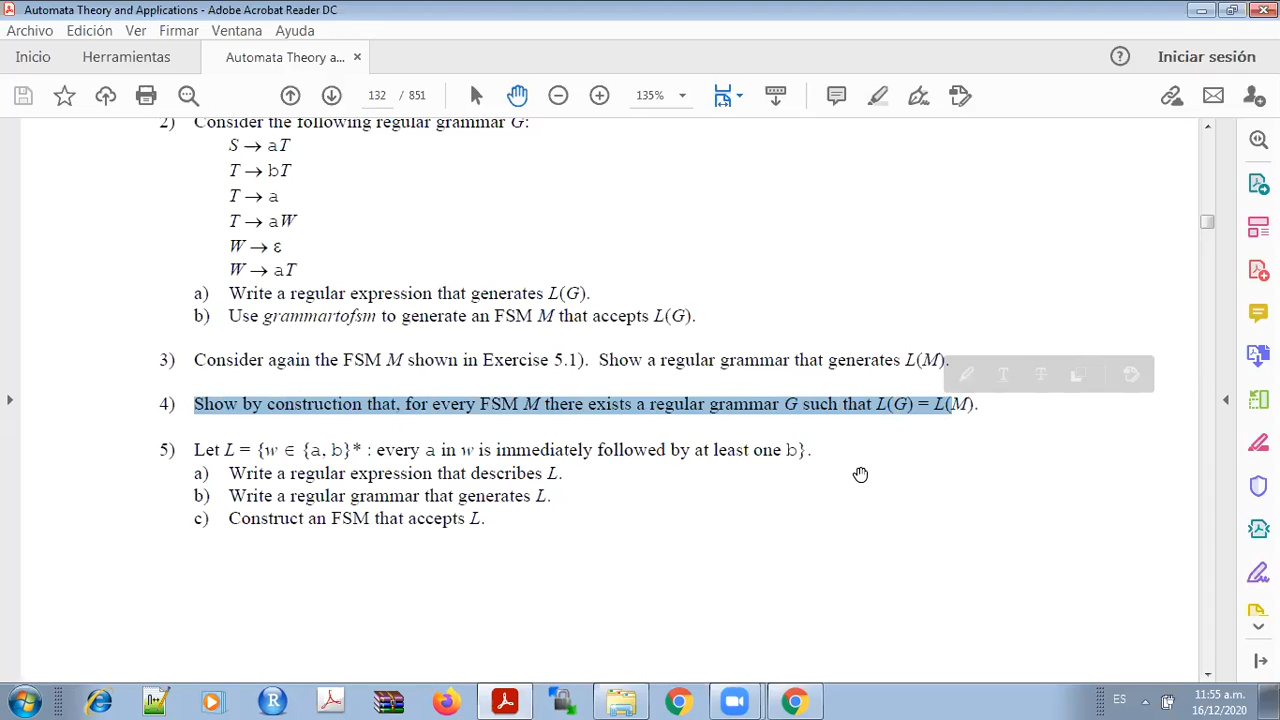 Automata Theory and Applications - Adobe Acrobat Reader DC
Archivo Edición Ver Firmar Ventana Ayuda
Inicio Herramientas Automata Theory a... × Iniciar sesión
132 / 851 135%
2) Consider the following regular grammar G:
S → aT
T → bT
T → a
T → aW
W → ε
W → aT
a) Write a regular expression that generates L(G).
b) Use grammartofsm to generate an FSM M that accepts L(G).
3) Consider again the FSM M shown in Exercise 5.1). Show a regular grammar that generates L(M).
4) Show by construction that, for every FSM M there exists a regular grammar G such that L(G) = L(M).
5) Let L = {w ∈ {a, b}* : every a in w is immediately followed by at least one b}.
a) Write a regular expression that describes L.
b) Write a regular grammar that generates L.
c) Construct an FSM that accepts L.
ES 11:55 a.m.
16/12/2020